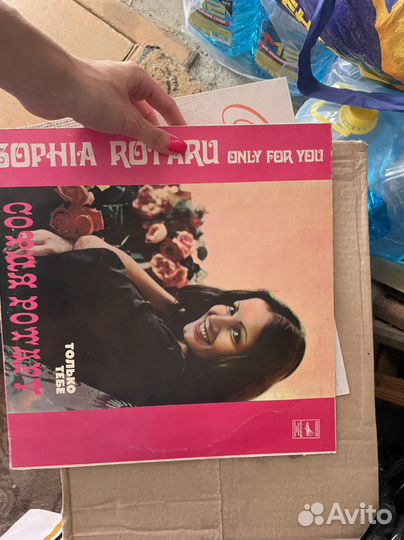 SOPHIA ROTARU ONLY FOR YOU
СОФИЯ РОТАРУ
ТОЛЬКО
ТЕБЕ
Avito